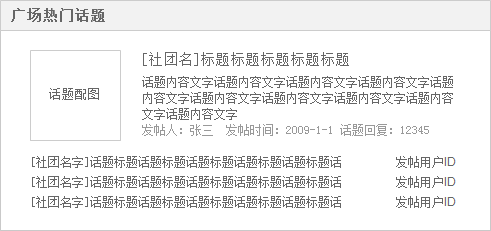 广场热门话题
话题配图
[社团名]标题标题标题标题标题
话题内容文字话题内容文字话题内容文字话题内容文字话题
内容文字话题内容文字话题内容文字话题内容文字话题内容
文字话题内容文字
发帖人：张三 发帖时间：2009-1-1 话题回复：12345
[社团名字]话题标题话题标题话题标题话题标题话题标题话 发帖用户ID
[社团名字]话题标题话题标题话题标题话题标题话题标题话 发帖用户ID
[社团名字]话题标题话题标题话题标题话题标题话题标题话 发帖用户ID